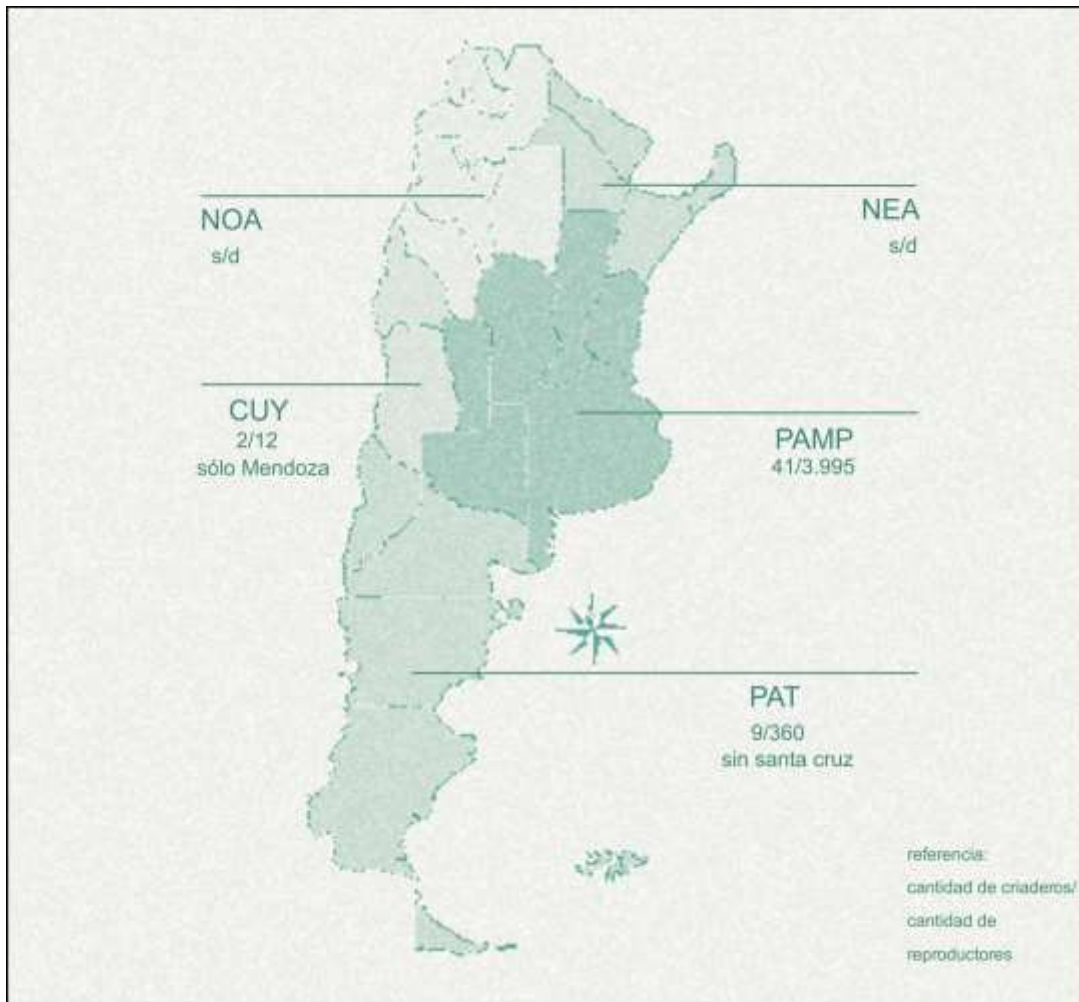 NOA
s/d
NEA
s/d
CUY
2/12
sólo Mendoza
PAMP
41/3.995
PAT
9/360
sin santa cruz
referencia:
cantidad de criaderos/
cantidad de
reproductores